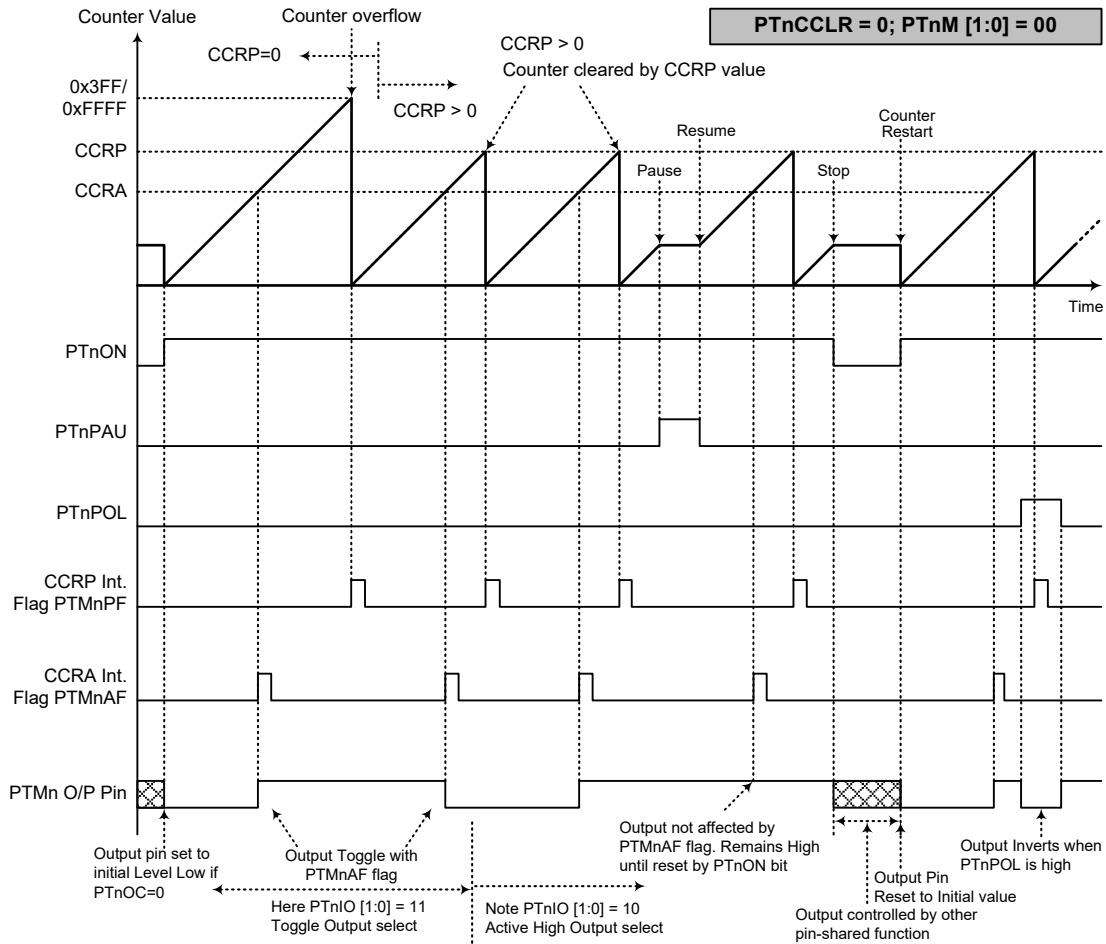 Counter Value
Counter overflow
PTnCCLR = 0; PTnM [1:0] = 00
CCRP=0
CCRP > 0
CCRP > 0
Counter cleared by CCRP value
0x3FF/
0xFFFF
CCRP
CCRA
Pause
Resume
Stop
Counter
Restart
Time
PTnON
PTnPAU
PTnPOL
CCRP Int.
Flag PTMnPF
CCRA Int.
Flag PTMnAF
PTMn O/P Pin
Output pin set to
initial Level Low if
PTnOC=0
Output Toggle with
PTMnAF flag
Here PTnIO [1:0] = 11
Toggle Output select
Note PTnIO [1:0] = 10
Active High Output select
Output not affected by
PTMnAF flag. Remains High
until reset by PTnON bit
Output Pin
Reset to Initial value
Output controlled by other
pin-shared function
Output Inverts when
PTnPOL is high